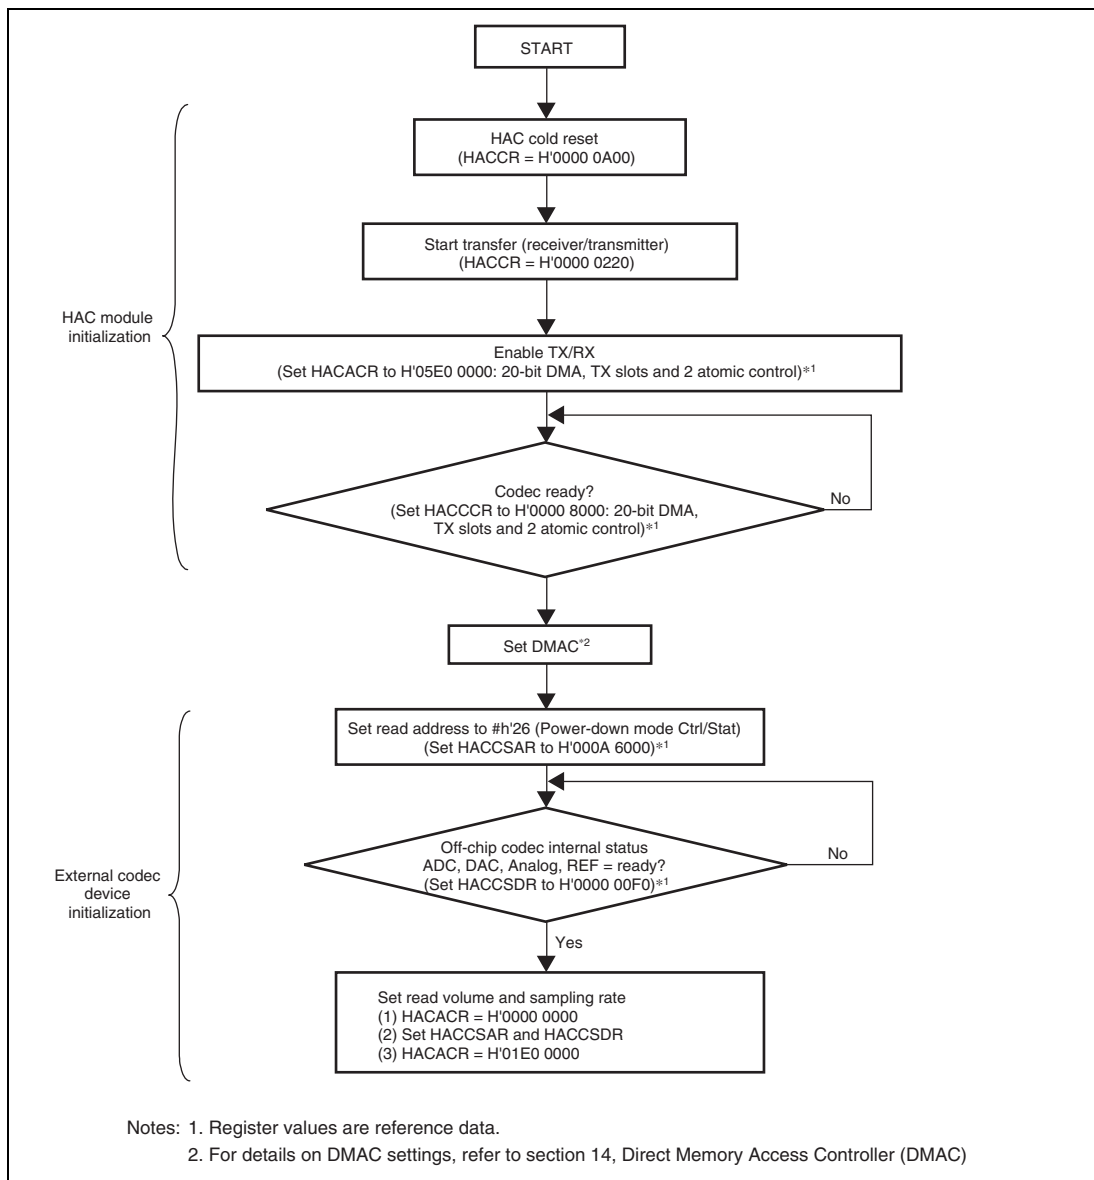 START
HAC cold reset
(HACCR = H'0000 0A00)
Start transfer (receiver/transmitter)
(HACCR = H'0000 0220)
HAC module
initialization
Enable TX/RX
(Set HACACR to H'05E0 0000: 20-bit DMA, TX slots and 2 atomic control)*1
Codec ready?
(Set HACCCR to H'0000 8000: 20-bit DMA,
TX slots and 2 atomic control)*1
No
Set DMAC*2
Set read address to #h'26 (Power-down mode Ctrl/Stat)
(Set HACCSAR to H'000A 6000)*1
External codec
device
initialization
Off-chip codec internal status
ADC, DAC, Analog, REF = ready?
(Set HACCSDR to H'0000 00F0)*1
No
Yes
Set read volume and sampling rate
(1) HACACR = H'0000 0000
(2) Set HACCSAR and HACCSDR
(3) HACACR = H'01E0 0000
Notes: 1. Register values are reference data.
2. For details on DMAC settings, refer to section 14, Direct Memory Access Controller (DMAC)